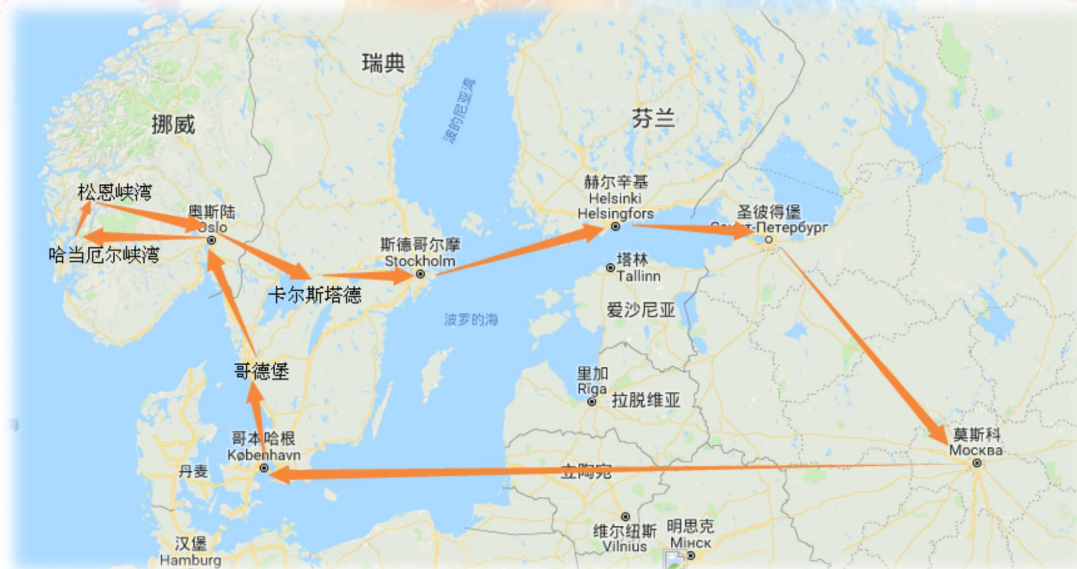 瑞典
波的尼亚湾
挪威
芬兰
松恩峡湾
赫尔辛基
Helsinki
Helsingfors
奥斯陆
Oslo
圣彼得堡
Санкт-Петербург
哈当厄尔峡湾
斯德哥尔摩
Stockholm
塔林
Tallinn
卡尔斯塔德
爱沙尼亚
波罗的海
哥德堡
里加
Rīga
拉脱维亚
海
哥本哈根
København
莫斯科
Москва
丹麦
立陶宛
维尔纽斯
Vilnius
明思克
Мінск
汉堡
Hamburg